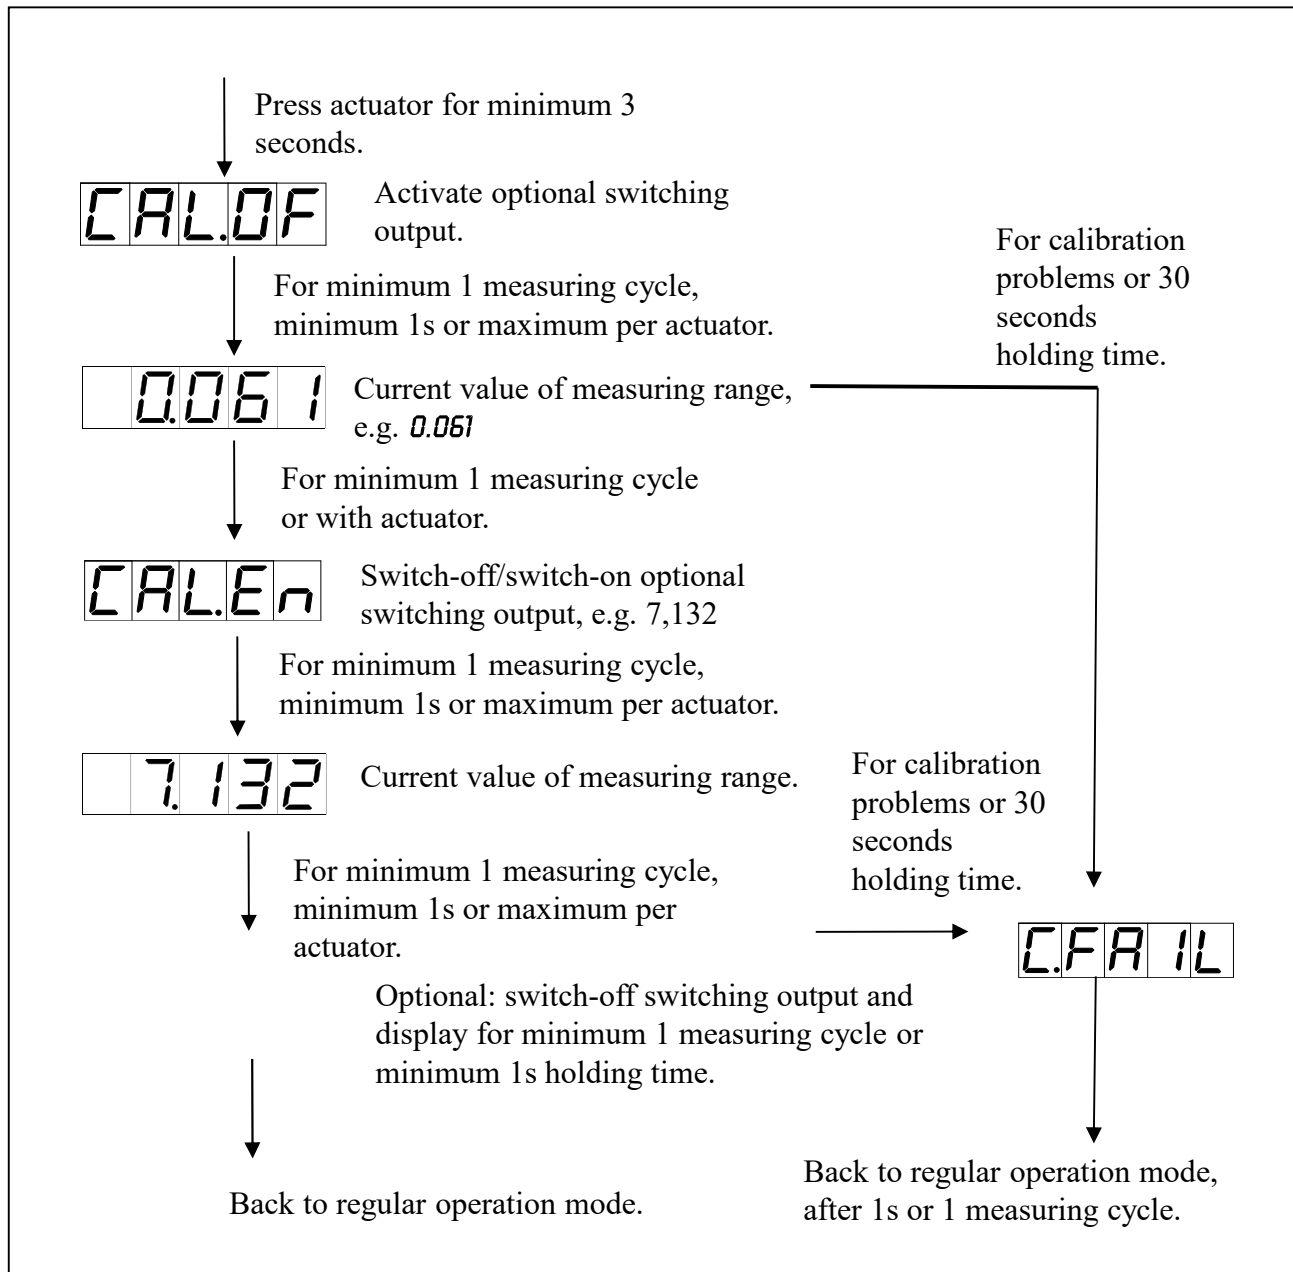 Press actuator for minimum 3
seconds.
CAL.OF
Activate optional switching
output.
For minimum 1 measuring cycle,
minimum 1s or maximum per actuator.
For calibration
problems or 30
seconds
holding time.
0.061
Current value of measuring range,
e.g. 0.061
For minimum 1 measuring cycle
or with actuator.
CAL.En
Switch-off/switch-on optional
switching output, e.g. 7,132
For minimum 1 measuring cycle,
minimum 1s or maximum per actuator.
7.132
Current value of measuring range.
For calibration
problems or 30
seconds
holding time.
For minimum 1 measuring cycle,
minimum 1s or maximum per
actuator.
C.FAIL
Optional: switch-off switching output and
display for minimum 1 measuring cycle or
minimum 1s holding time.
Back to regular operation mode.
Back to regular operation mode,
after 1s or 1 measuring cycle.